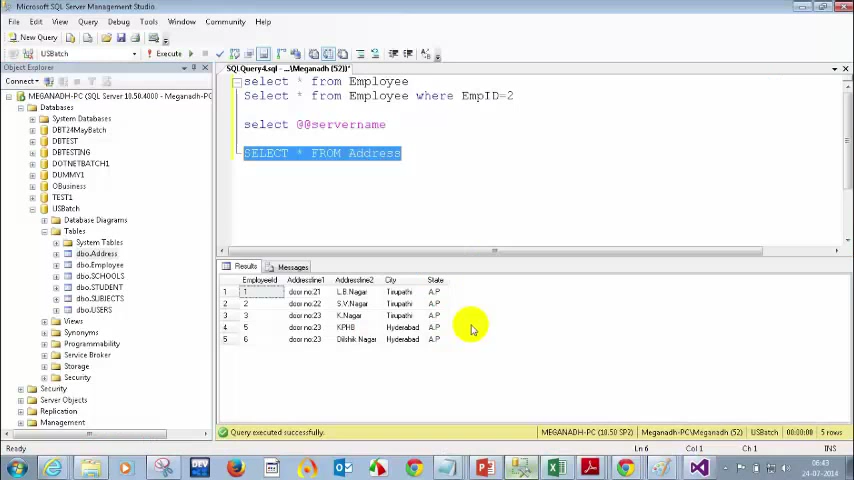 Microsoft SQL Server Management Studio
File Edit View Query Debug Tools Window Community Help
New Query
USBatch Execute
Object Explorer
SQLQuery4.sql - ...\Meganadh (52))*
Connect
select * from Employee
Select * from Employee where EmpID=2
select @@servername
SELECT * FROM Address
MEGANADH-PC (SQL Server 10.50.4000 - Meganadh-PC
Databases
System Databases
DBT24MayBatch
DBTEST
DBTESTING
DOTNETBATCH1
DUMMY1
OBusiness
TEST1
USBatch
Database Diagrams
Tables
System Tables
dbo.Address
dbo.Employee
dbo.SCHOOLS
dbo.STUDENT
dbo.SUBJECTS
dbo.USERS
Views
Synonyms
Programmability
Service Broker
Storage
Security
Security
Server Objects
Replication
Management
Results Messages
EmployeeId Addressline1 Addressline2 City State
1 1 door no:21 L.B.Nagar Tirupathi A.P
2 2 door no:22 S.V.Nagar Tirupathi A.P
3 3 door no:23 K.Nagar Tirupathi A.P
4 5 door no:23 KPHB Hyderabad A.P
5 6 door no:23 Dilshik Nagar Hyderabad A.P
Query executed successfully. MEGANADH-PC (10.50 SP2) Meganadh-PC\Meganadh (52) USBatch 00:00:00 5 rows
Ready Ln 6 Col 1 Ch 1 INS
DEV
06:43
24-07-2014